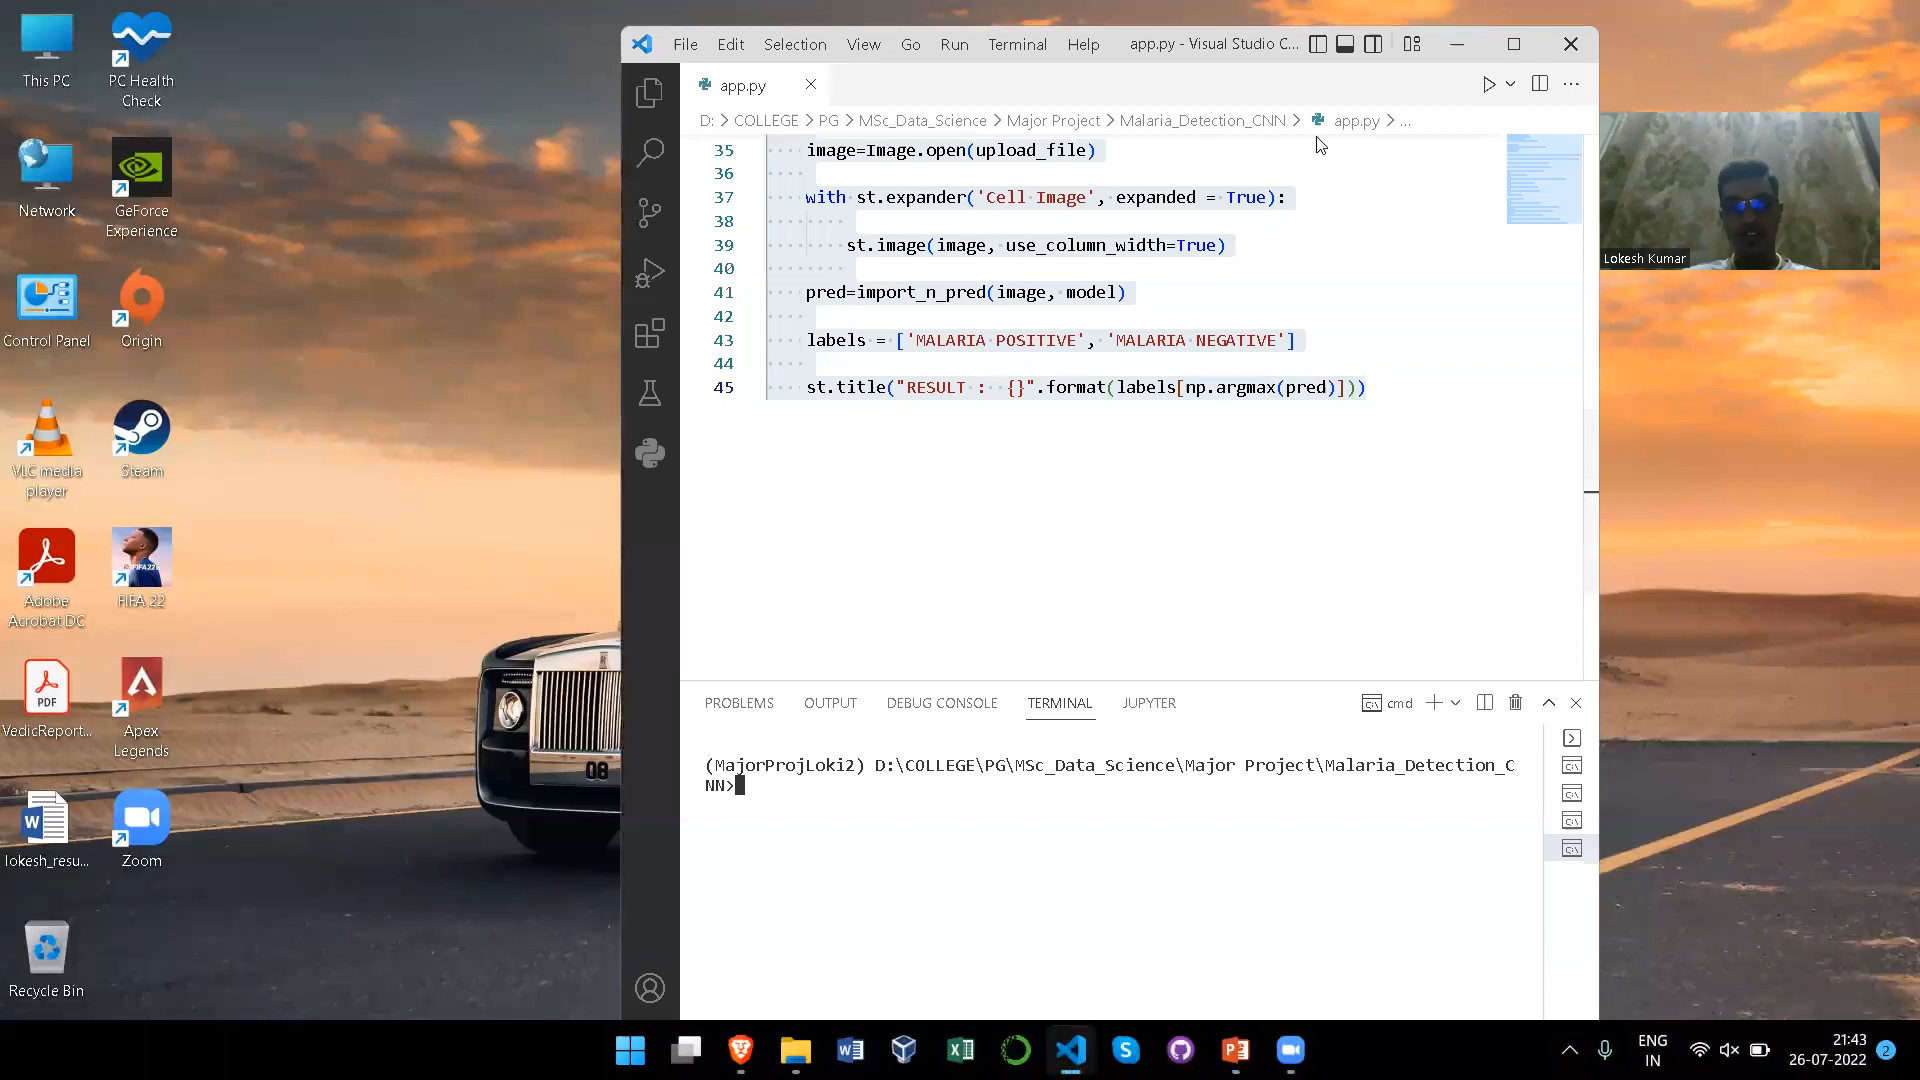 This PC
PC Health
Check
Network
GeForce
Experience
Control Panel
Origin
VLC media
player
Steam
Adobe
Acrobat DC
FIFA 22
VedicReport...
Apex
Legends
lokesh_resu...
Zoom
Recycle Bin
File Edit Selection View Go Run Terminal Help app.py - Visual Studio C...
app.py
D: > COLLEGE > PG > MSc_Data_Science > Major Project > Malaria_Detection_CNN > app.py > ...
35 image=Image.open(upload_file)
36
37 with st.expander('Cell Image', expanded = True):
38
39 st.image(image, use_column_width=True)
40
41 pred=import_n_pred(image, model)
42
43 labels = ['MALARIA POSITIVE', 'MALARIA NEGATIVE']
44
45 st.title("RESULT :  {}".format(labels[np.argmax(pred)]))
PROBLEMS OUTPUT DEBUG CONSOLE TERMINAL JUPYTER cmd
(MajorProjLoki2) D:\COLLEGE\PG\MSc_Data_Science\Major Project\Malaria_Detection_C
NN>
Lokesh Kumar
08
PDF
ENG
IN
21:43
26-07-2022
2